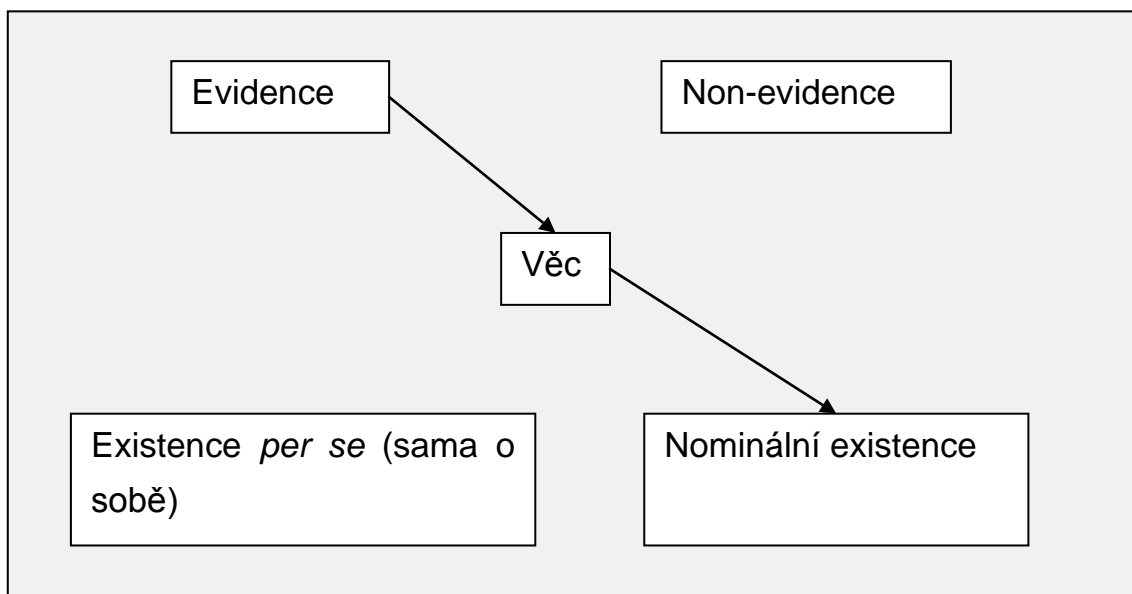 Evidence
Non-evidence
Věc
Existence per se (sama o
sobě)
Nominální existence